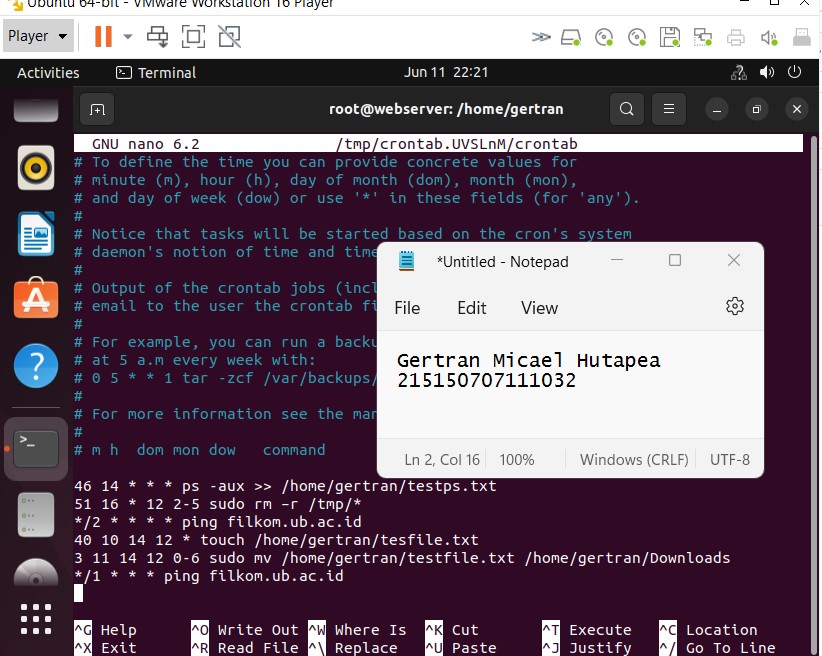 Ubuntu 64-bit - VMware Workstation 16 Player
Player
Activities
Terminal
Jun 11 22:21
root@webserver: /home/gertran
GNU nano 6.2 /tmp/crontab.UVSLnM/crontab
# To define the time you can provide concrete values for
# minute (m), hour (h), day of month (dom), month (mon),
# and day of week (dow) or use '*' in these fields (for 'any').
#
# Notice that tasks will be started based on the cron's system
# daemon's notion of time and time
#
# Output of the crontab jobs (incl
# email to the user the crontab fi
#
# For example, you can run a backu
# at 5 a.m every week with:
# 0 5 * * 1 tar -zcf /var/backups/
#
# For more information see the man
#
# m h dom mon dow command
46 14 * * * ps -aux >> /home/gertran/testps.txt
51 16 * 12 2-5 sudo rm –r /tmp/*
*/2 * * * * ping filkom.ub.ac.id
40 10 14 12 * touch /home/gertran/tesfile.txt
3 11 14 12 0-6 sudo mv /home/gertran/testfile.txt /home/gertran/Downloads
*/1 * * * ping filkom.ub.ac.id
^G Help ^O Write Out ^W Where Is ^K Cut ^T Execute ^C Location
^X Exit ^R Read File ^\ Replace ^U Paste ^J Justify ^/ Go To Line
*Untitled - Notepad
File Edit View
Gertran Micael Hutapea
215150707111032
Ln 2, Col 16 100% Windows (CRLF) UTF-8